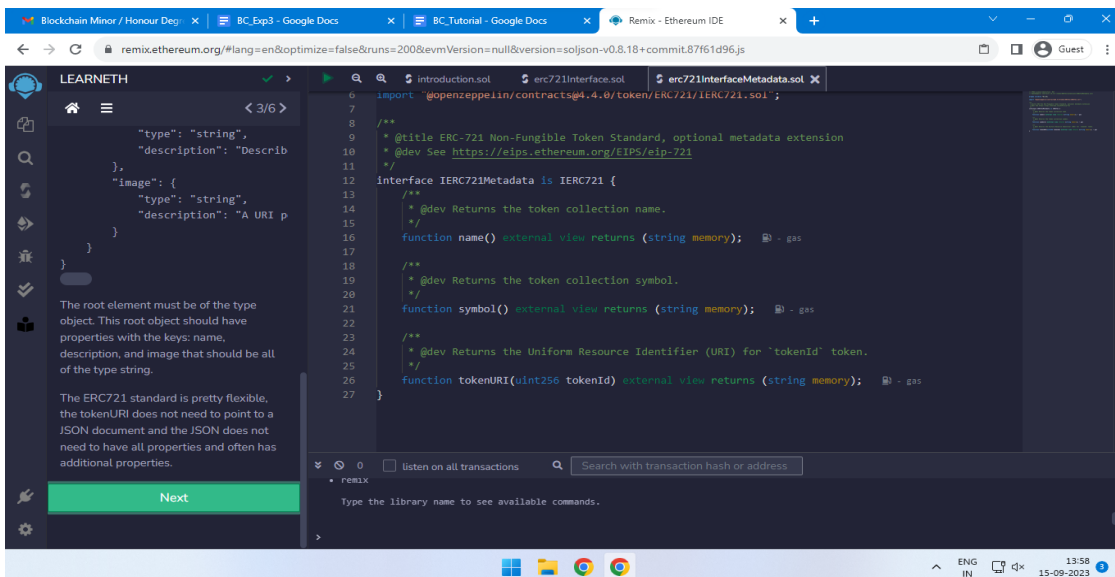 Blockchain Minor / Honour Degr
BC_Exp3 - Google Docs
BC_Tutorial - Google Docs
Remix - Ethereum IDE
remix.ethereum.org/#lang=en&optimize=false&runs=200&evmVersion=null&version=soljson-v0.8.18+commit.87f61d96.js
Guest
LEARNETH
3/6
"type": "string",
"description": "Describ
},
"image": {
"type": "string",
"description": "A URI p
}
}
}
The root element must be of the type
object. This root object should have
properties with the keys: name,
description, and image that should be all
of the type string.
The ERC721 standard is pretty flexible,
the tokenURI does not need to point to a
JSON document and the JSON does not
need to have all properties and often has
additional properties.
Next
introduction.sol
erc721Interface.sol
erc721InterfaceMetadata.sol
6 import "@openzeppelin/contracts@4.4.0/token/ERC721/IERC721.sol";
7
8 /**
9 * @title ERC-721 Non-Fungible Token Standard, optional metadata extension
10 * @dev See https://eips.ethereum.org/EIPS/eip-721
11 */
12 interface IERC721Metadata is IERC721 {
13 /**
14 * @dev Returns the token collection name.
15 */
16 function name() external view returns (string memory); - gas
17
18 /**
19 * @dev Returns the token collection symbol.
20 */
21 function symbol() external view returns (string memory); - gas
22
23 /**
24 * @dev Returns the Uniform Resource Identifier (URI) for `tokenId` token.
25 */
26 function tokenURI(uint256 tokenId) external view returns (string memory); - gas
27 }
0
listen on all transactions
Search with transaction hash or address
• remix
Type the library name to see available commands.
>
ENG
IN
13:58
15-09-2023
3